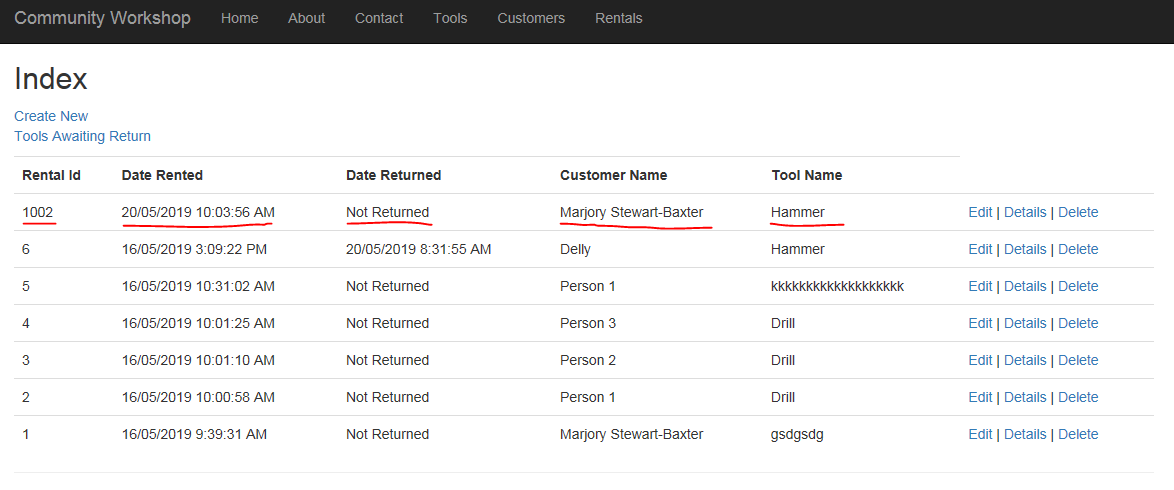 Community Workshop Home About Contact Tools Customers Rentals
Index
Create New
Tools Awaiting Return
Rental Id Date Rented Date Returned Customer Name Tool Name
1002 20/05/2019 10:03:56 AM Not Returned Marjory Stewart-Baxter Hammer Edit | Details | Delete
6 16/05/2019 3:09:22 PM 20/05/2019 8:31:55 AM Delly Hammer Edit | Details | Delete
5 16/05/2019 10:31:02 AM Not Returned Person 1 kkkkkkkkkkkkkkkkkkk Edit | Details | Delete
4 16/05/2019 10:01:25 AM Not Returned Person 3 Drill Edit | Details | Delete
3 16/05/2019 10:01:10 AM Not Returned Person 2 Drill Edit | Details | Delete
2 16/05/2019 10:00:58 AM Not Returned Person 1 Drill Edit | Details | Delete
1 16/05/2019 9:39:31 AM Not Returned Marjory Stewart-Baxter gsdgsdg Edit | Details | Delete